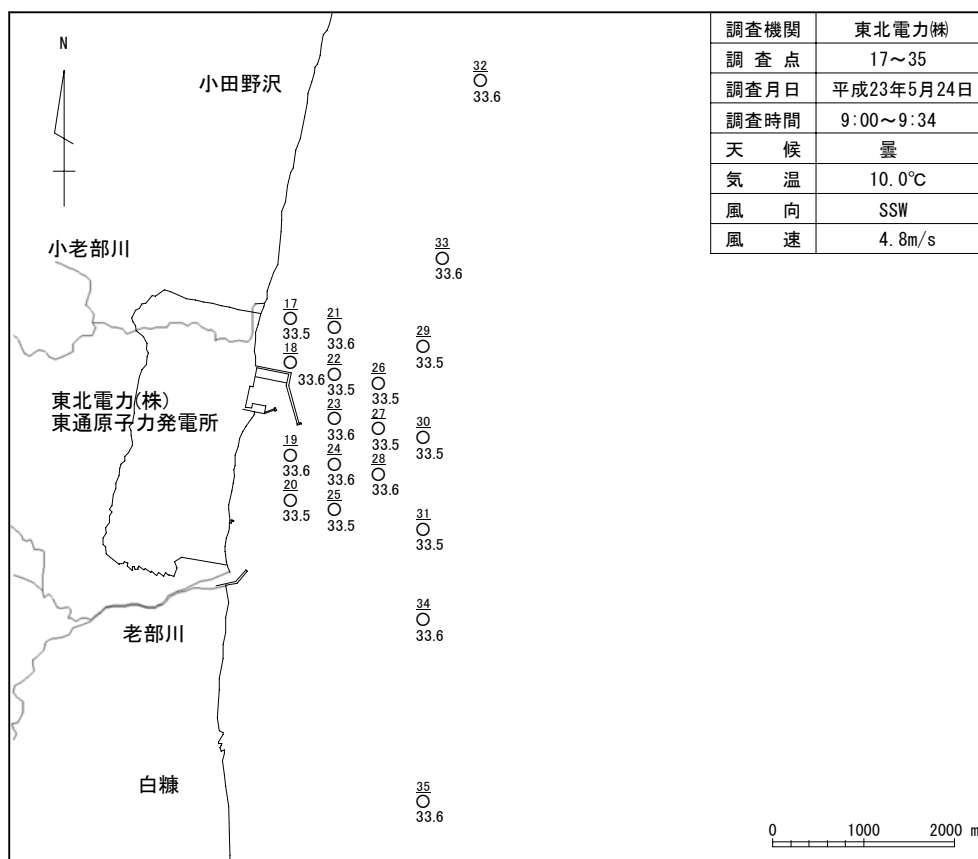 調査機関 東北電力㈱
調査点 17～35
調査月日 平成23年5月24日
調査時間 9:00～9:34
天候 曇
気温 10.0℃
風向 SSW
風速 4.8m/s
N
小田野沢
32
33.6
小老部川
33
33.6
17
33.5
21
33.6
29
33.5
18
33.6
22
33.5
26
33.5
東北電力(株)
東通原子力発電所
23
33.6
27
33.5
30
33.5
19
33.6
24
33.6
28
33.6
20
33.5
25
33.5
31
33.5
34
33.6
老部川
白糠
35
33.6
0 1000 2000 m